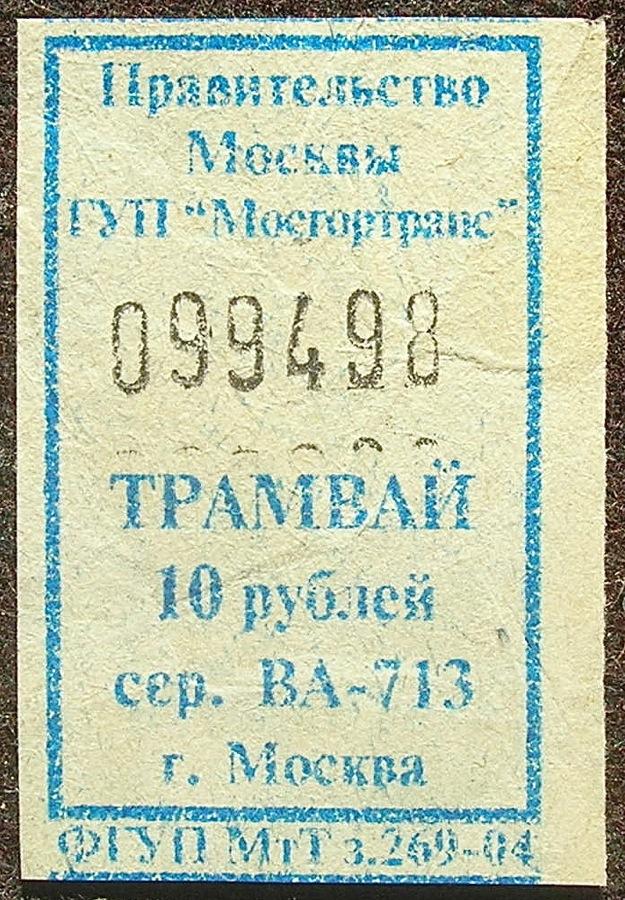 Правительство
Москвы
ГУП "Мосгортранс"
099498
ТРАМВАЙ
10 рублей
сер. ВА-713
г. Москва
ФГУП МтТ з.269-04